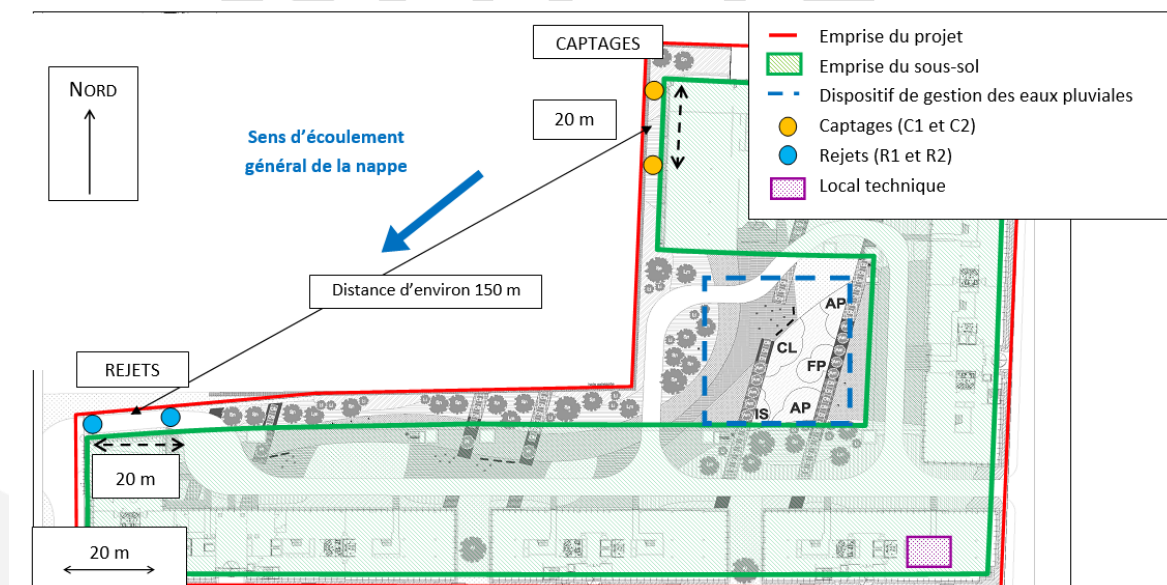 CAPTAGES
NORD
20 m
Sens d'écoulement
général de la nappe
Distance d'environ 150 m
REJETS
20 m
20 m
Emprise du projet
Emprise du sous-sol
Dispositif de gestion des eaux pluviales
Captages (C1 et C2)
Rejets (R1 et R2)
Local technique
AP
CL
FP
IS
AP